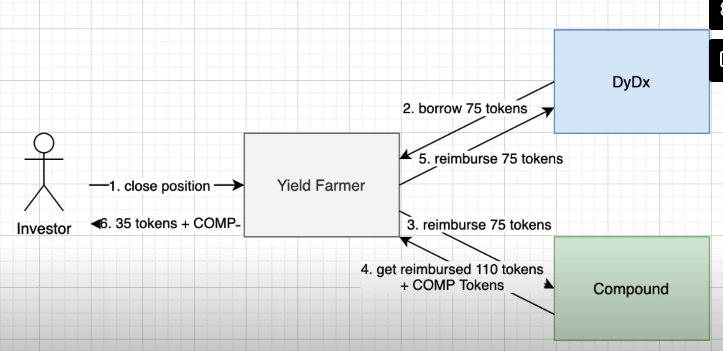 DyDx
2. borrow 75 tokens
5. reimburse 75 tokens
1. close position
Yield Farmer
Investor
6. 35 tokens + COMP
3. reimburse 75 tokens
4. get reimbursed 110 tokens
+ COMP Tokens
Compound